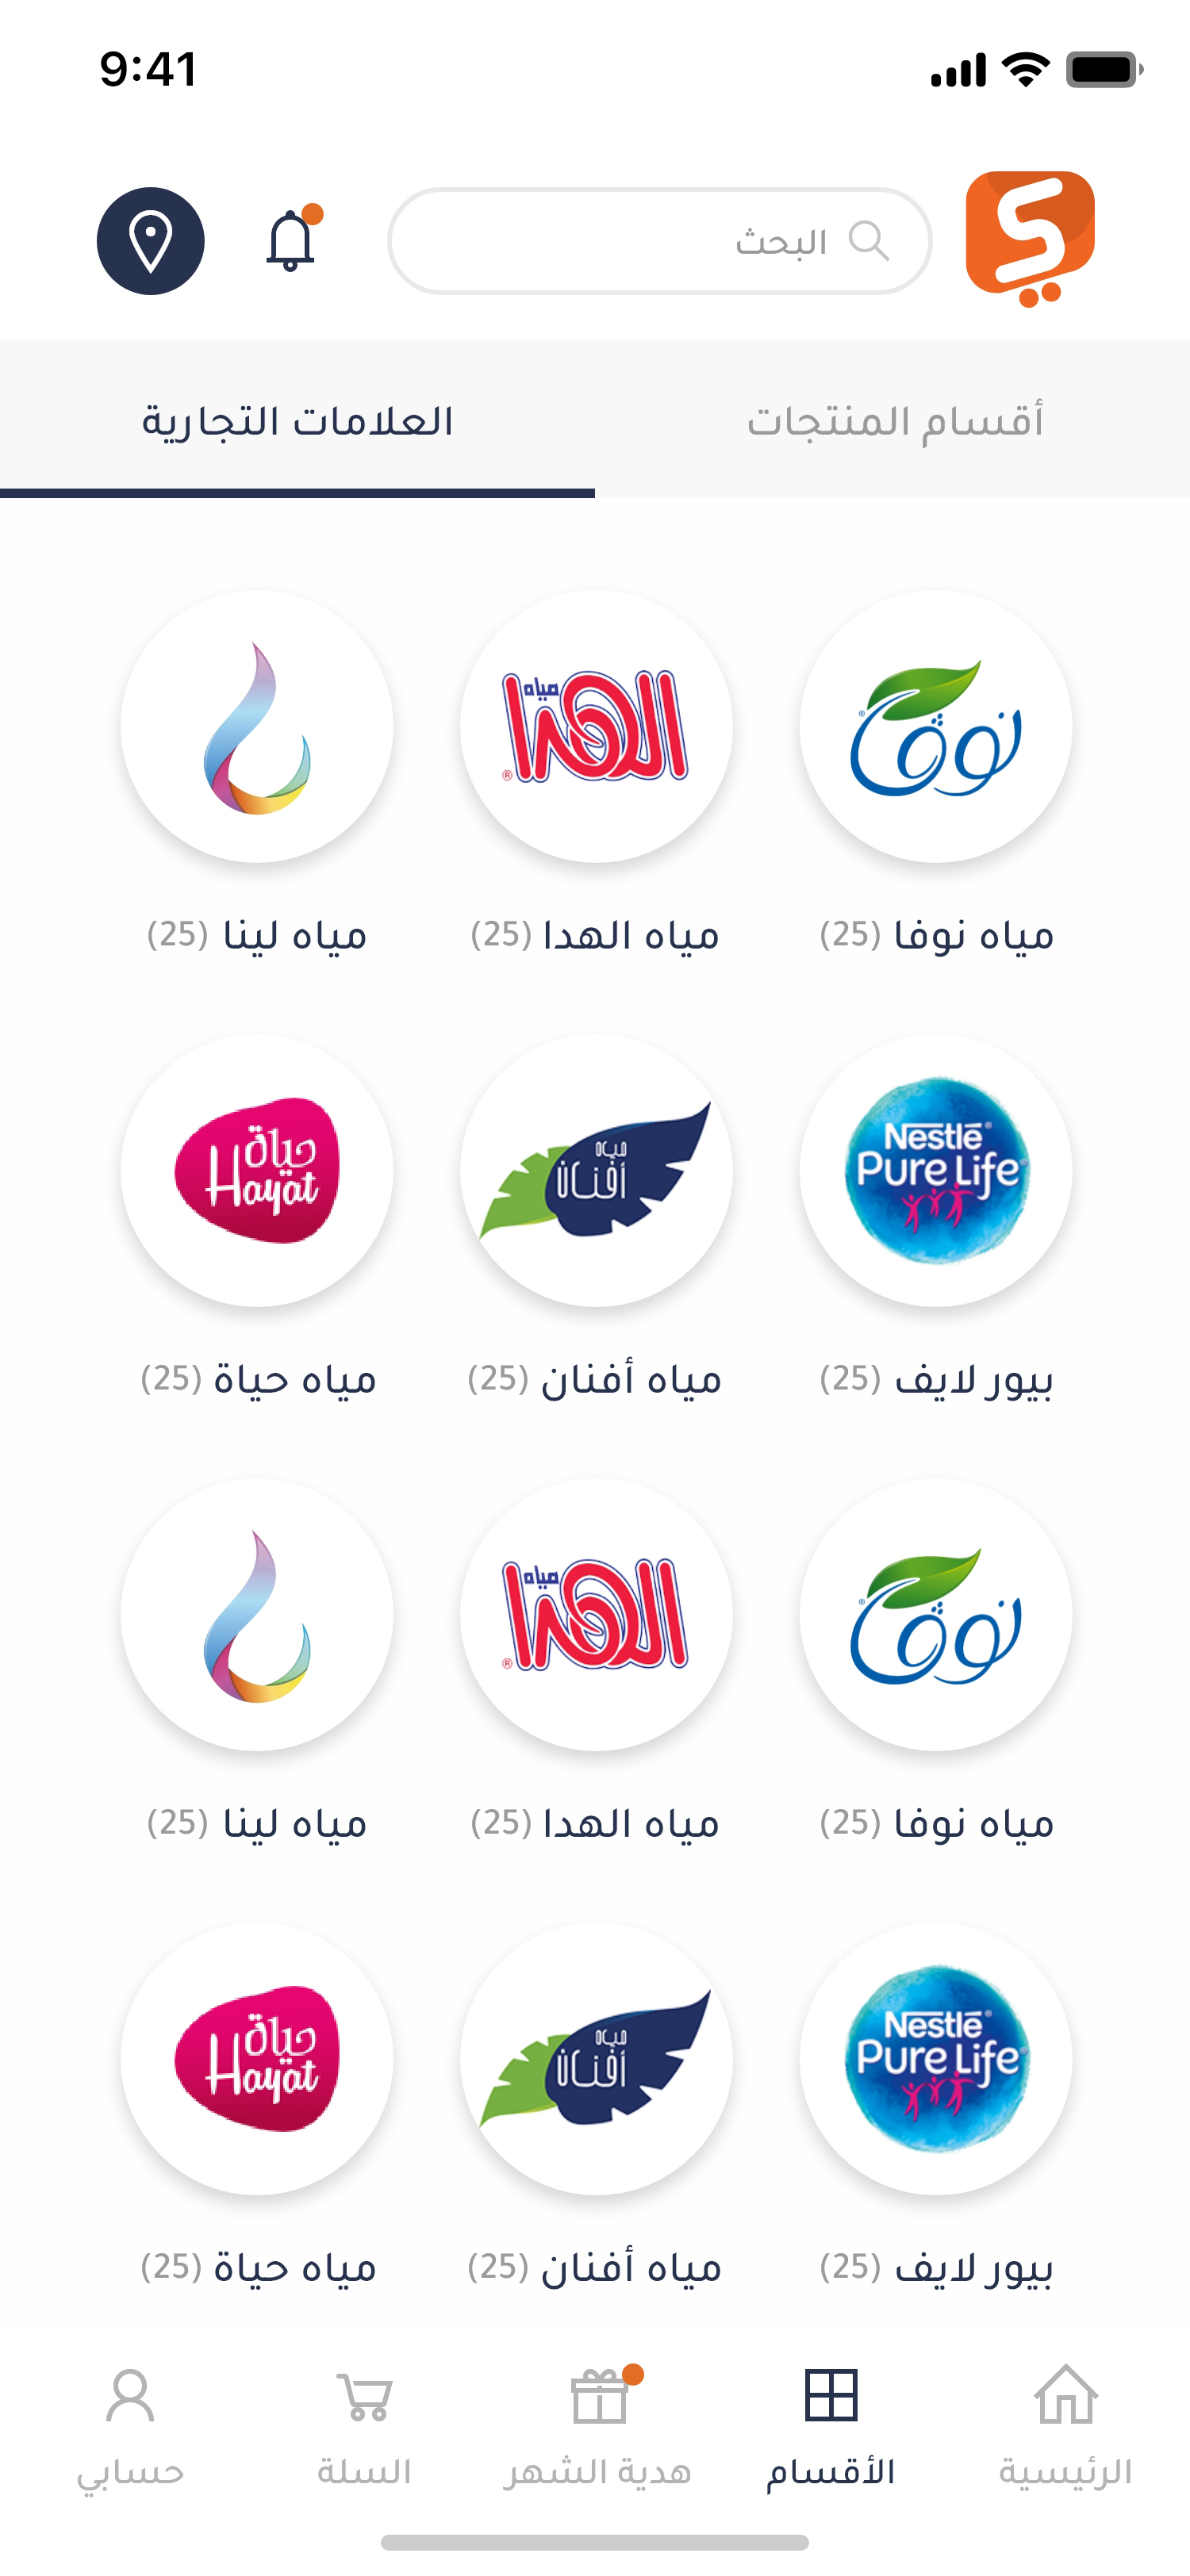 9:41
البحث
أقسام المنتجات
العلامات التجارية
نوفا
مياه
الهدا
®
مياه نوفا (25)
مياه الهدا (25)
مياه لينا (25)
Nestlé®
Pure Life
مياه
أفنان
حياة
Hayat
بيور لايف (25)
مياه أفنان (25)
مياه حياة (25)
نوفا
مياه
الهدا
®
مياه نوفا (25)
مياه الهدا (25)
مياه لينا (25)
Nestlé®
Pure Life
مياه
أفنان
حياة
Hayat
بيور لايف (25)
مياه أفنان (25)
مياه حياة (25)
الرئيسية
الأقسام
هدية الشهر
السلة
حسابي